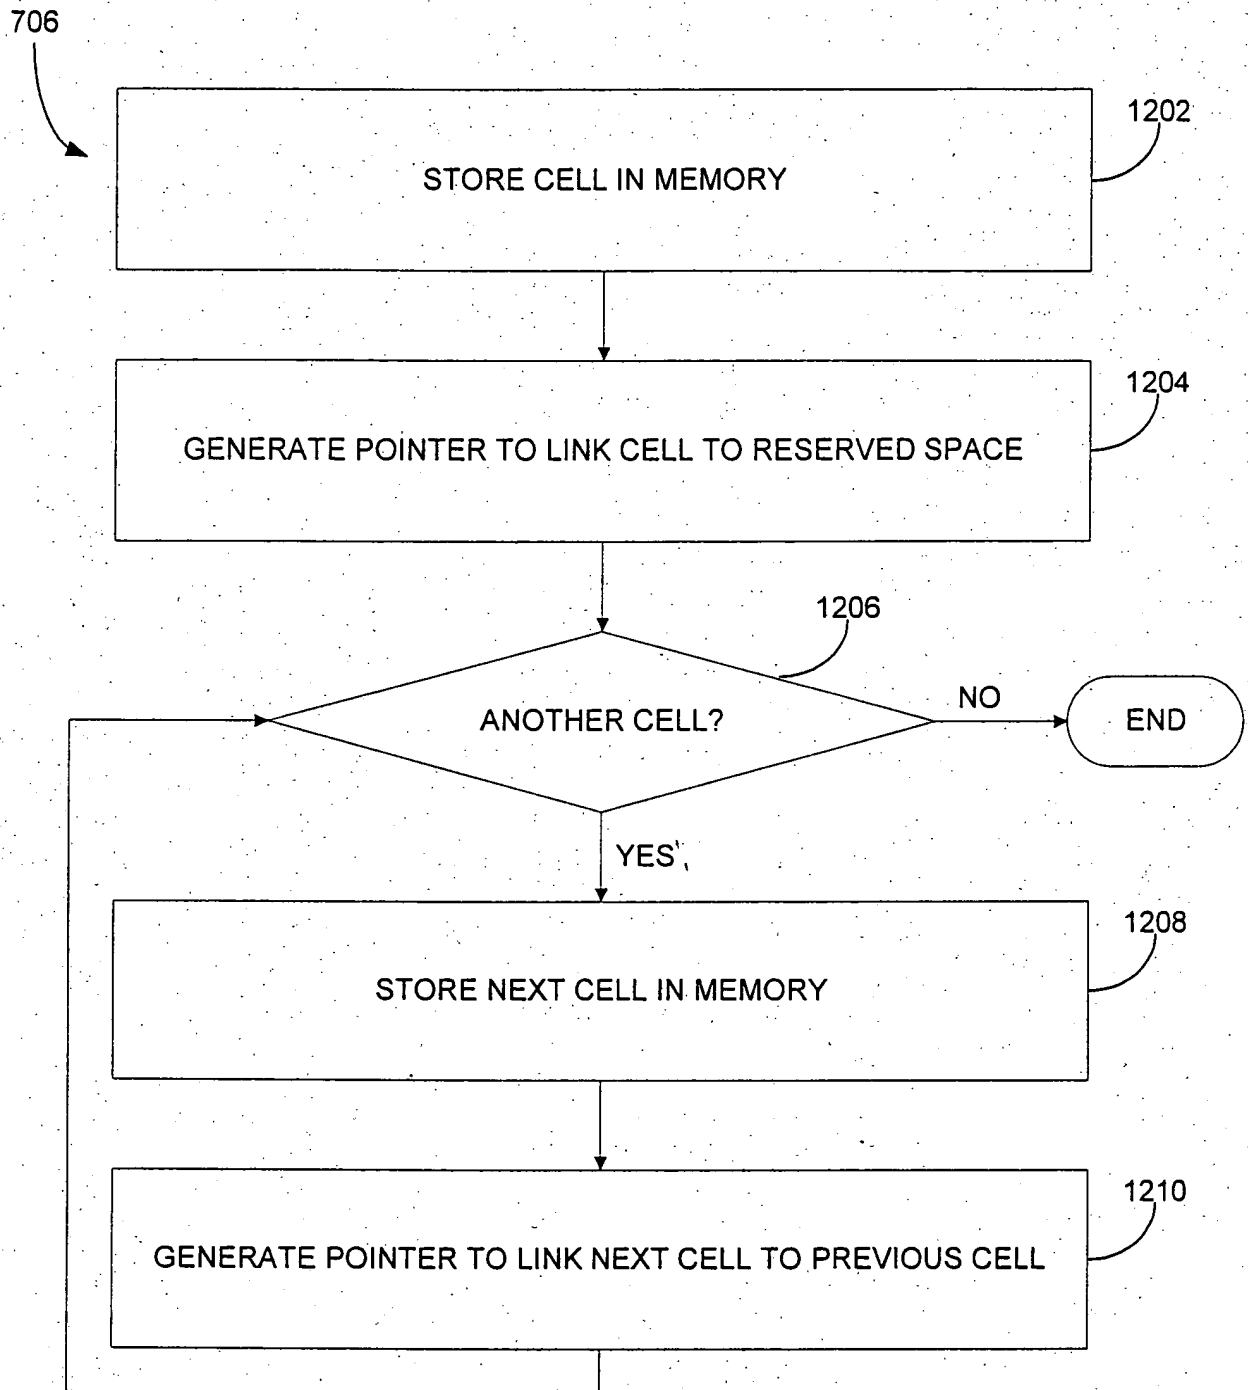 706
1202
STORE CELL IN MEMORY
1204
GENERATE POINTER TO LINK CELL TO RESERVED SPACE
1206
ANOTHER CELL?
NO
END
YES
1208
STORE NEXT CELL IN MEMORY
1210
GENERATE POINTER TO LINK NEXT CELL TO PREVIOUS CELL